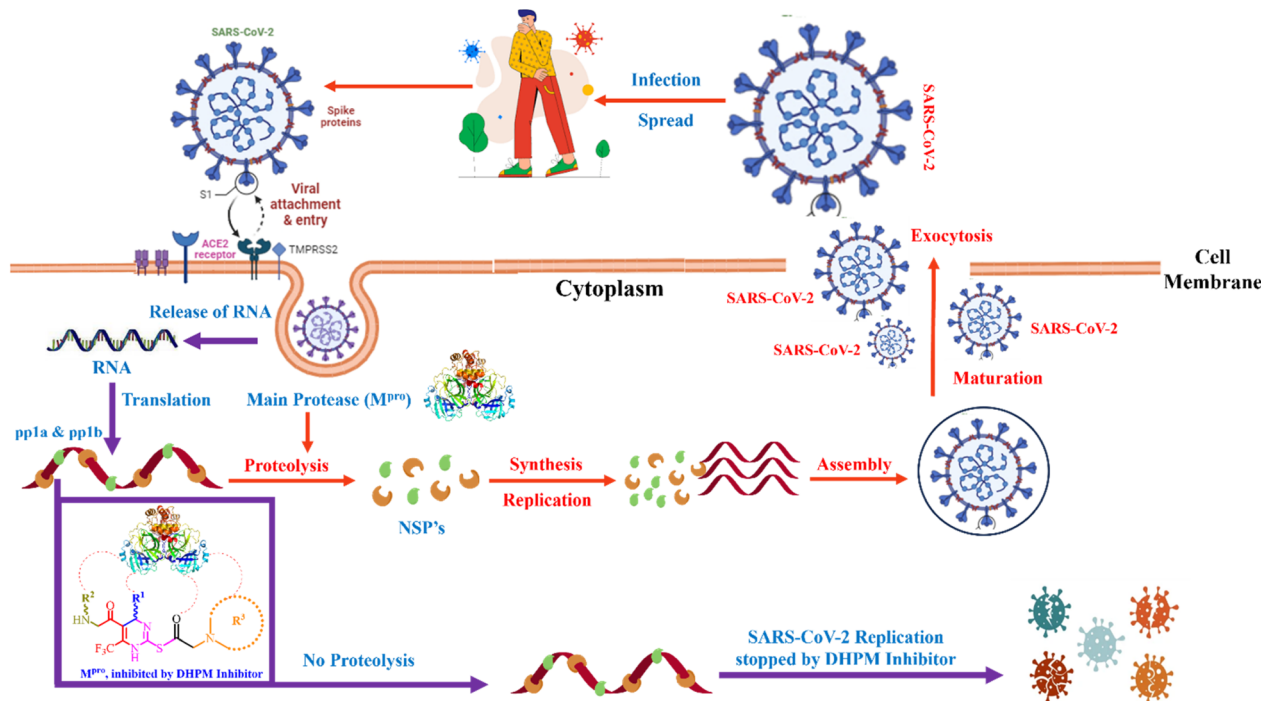 SARS-CoV-2
Spike
proteins
S1
Viral
attachment
& entry
ACE2
receptor
TMPRSS2
Infection
Spread
SARS-CoV-2
Exocytosis
Cell
Membrane
Cytoplasm
SARS-CoV-2
SARS-CoV-2
SARS-CoV-2
Maturation
Release of RNA
RNA
Translation
Main Protease (Mᵖʳᵒ)
pp1a & pp1b
Proteolysis
NSP's
Synthesis
Replication
Assembly
R²
HN
O
R¹
N
F₃C
N
H
S
O
N
R³
Mᵖʳᵒ, inhibited by DHPM Inhibitor
No Proteolysis
SARS-CoV-2 Replication
stopped by DHPM Inhibitor